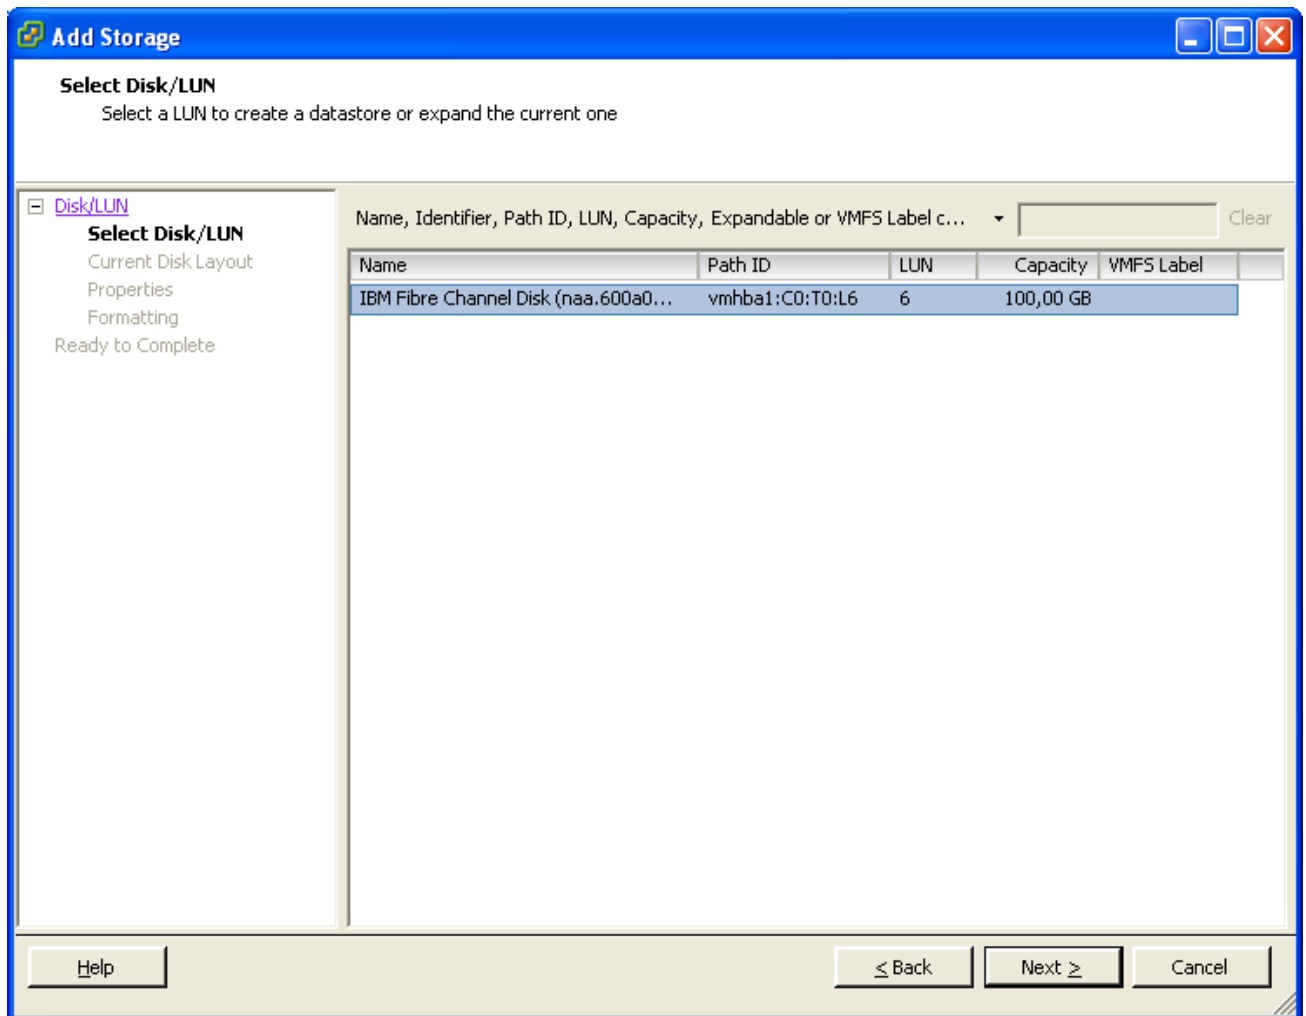 Add Storage
Select Disk/LUN
Select a LUN to create a datastore or expand the current one
Disk/LUN
Select Disk/LUN
Current Disk Layout
Properties
Formatting
Ready to Complete
Name, Identifier, Path ID, LUN, Capacity, Expandable or VMFS Label c... Clear
Name Path ID LUN Capacity VMFS Label
IBM Fibre Channel Disk (naa.600a0... vmhba1:C0:T0:L6 6 100,00 GB
Help < Back Next > Cancel